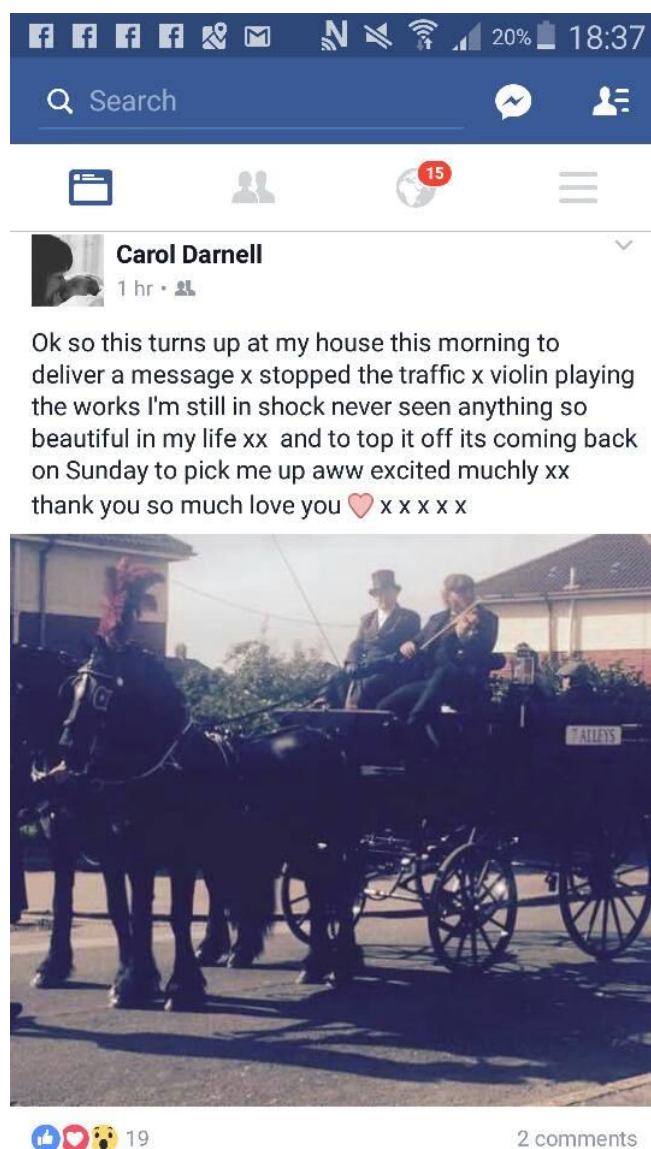 20% 18:37
Search
15
Carol Darnell
1 hr •
Ok so this turns up at my house this morning to
deliver a message x stopped the traffic x violin playing
the works I'm still in shock never seen anything so
beautiful in my life xx  and to top it off its coming back
on Sunday to pick me up aww excited muchly xx
thank you so much love you x x x x x
7 ALLEYS
19 2 comments